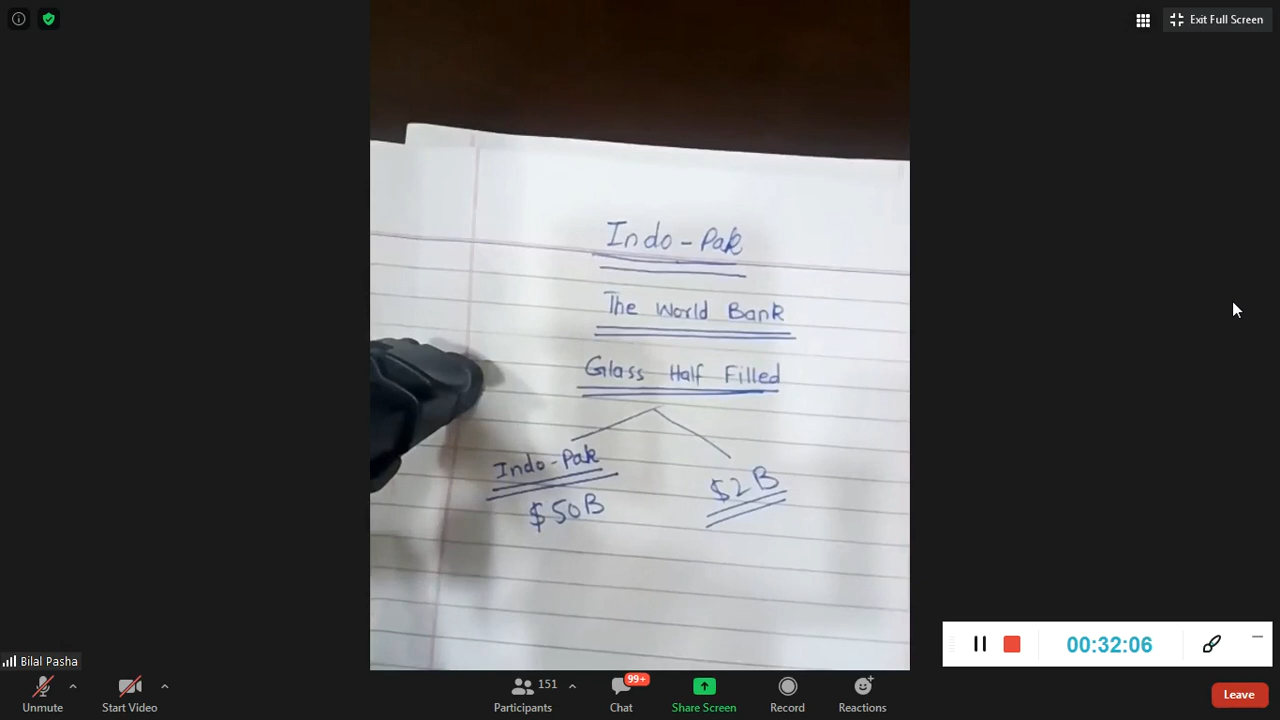 Exit Full Screen
Indo-Pak
The World Bank
Glass Half Filled
Indo-Pak
$50B
$2B
00:32:06
Bilal Pasha
Unmute
Start Video
151
Participants
99+
Chat
Share Screen
Record
Reactions
Leave